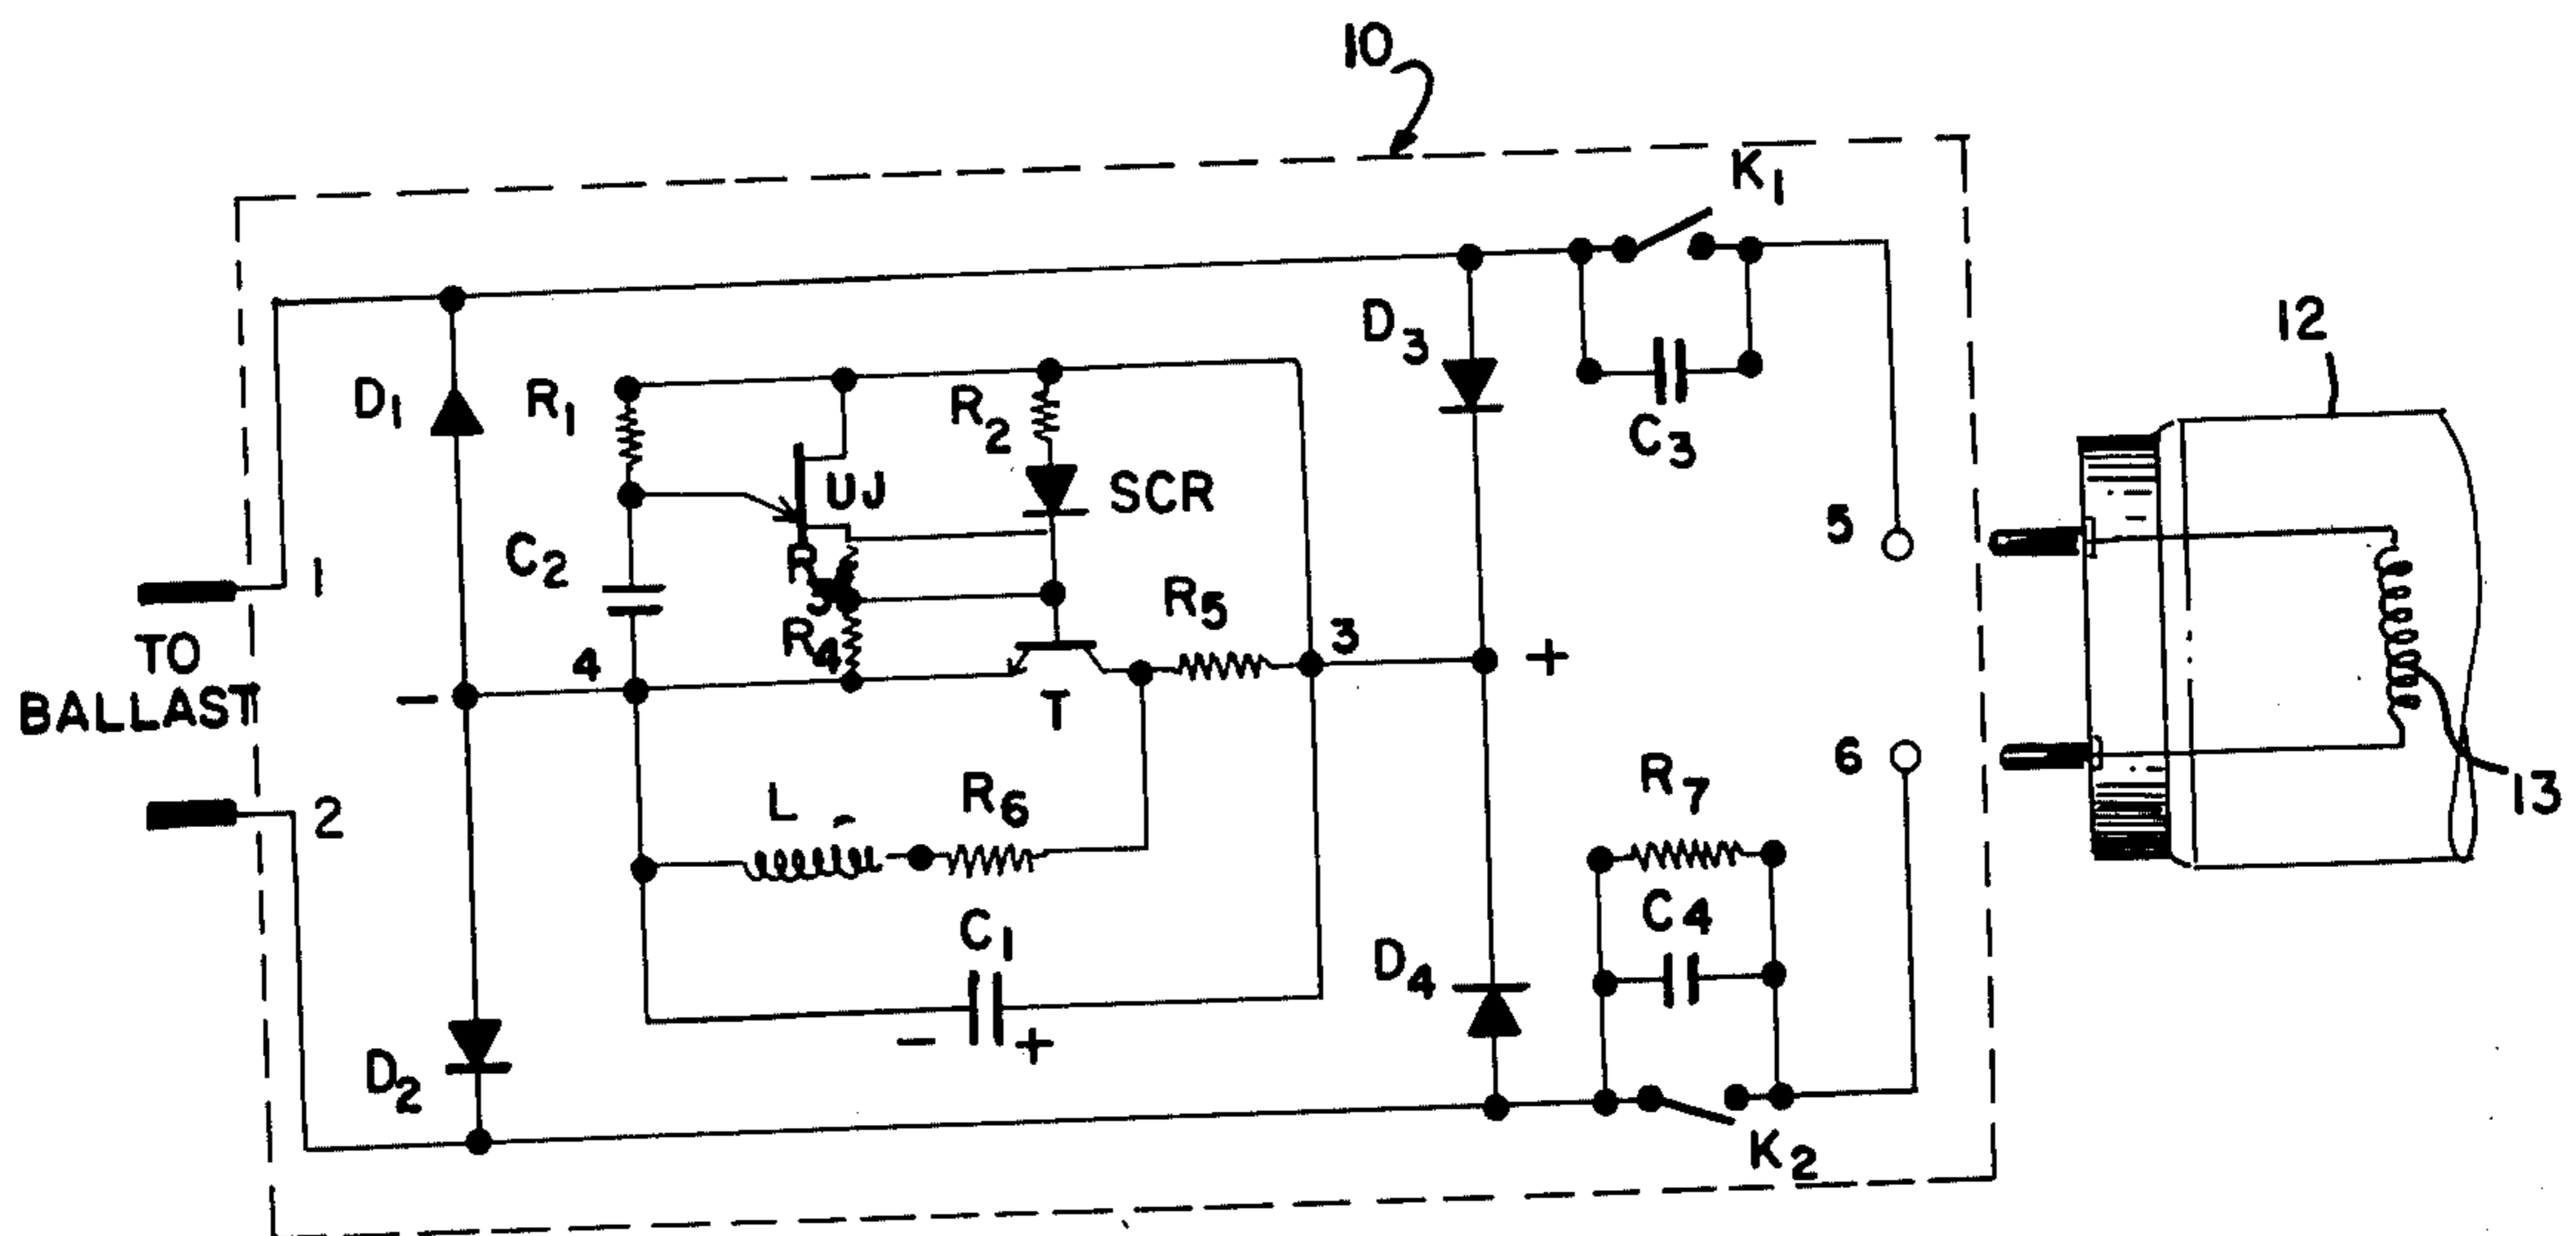 10
K1
12
D3
D1
R1
R2
C3
UJ
SCR
5
C2
1
R3
R5
TO
BALLAST
4
R4
3
-
+
T
6
R7
L
R6
2
13
C1
C4
D4
- +
D2
K2